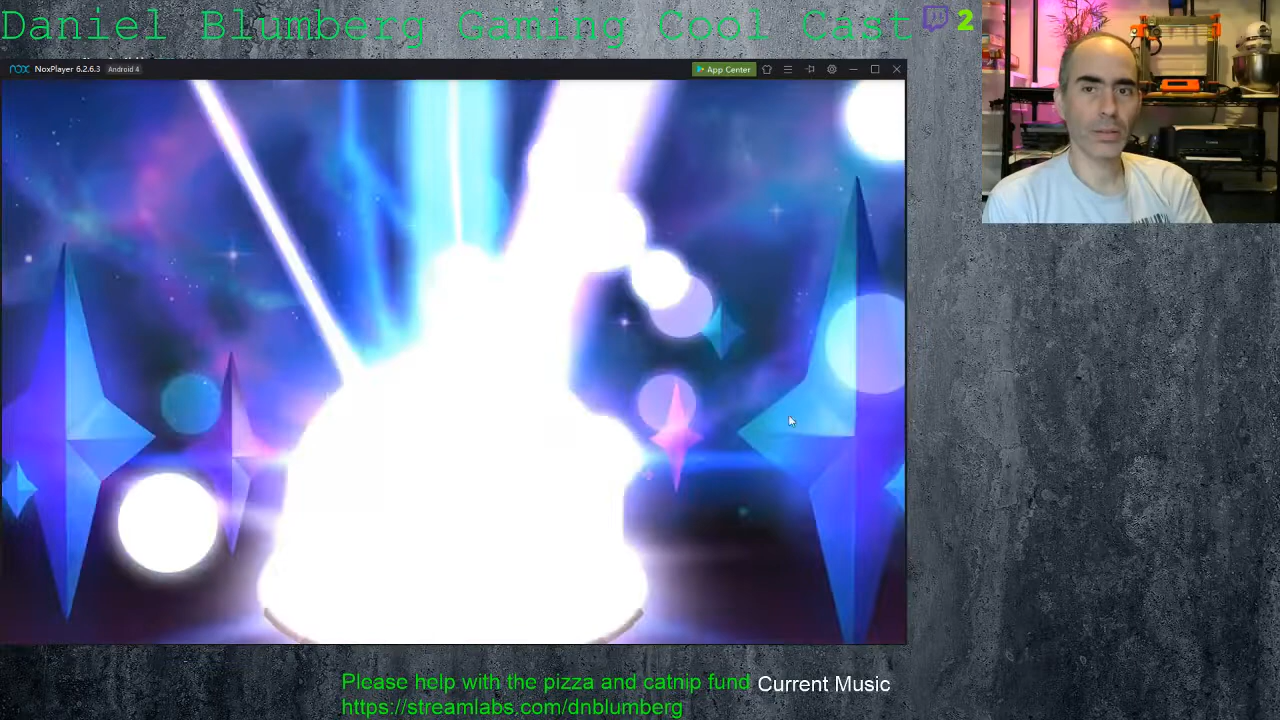 Daniel Blumberg Gaming Cool Cast 2
nox NoxPlayer 6.2.6.3 Android 4 App Center
Please help with the pizza and catnip fund Current Music
https://streamlabs.com/dnblumberg